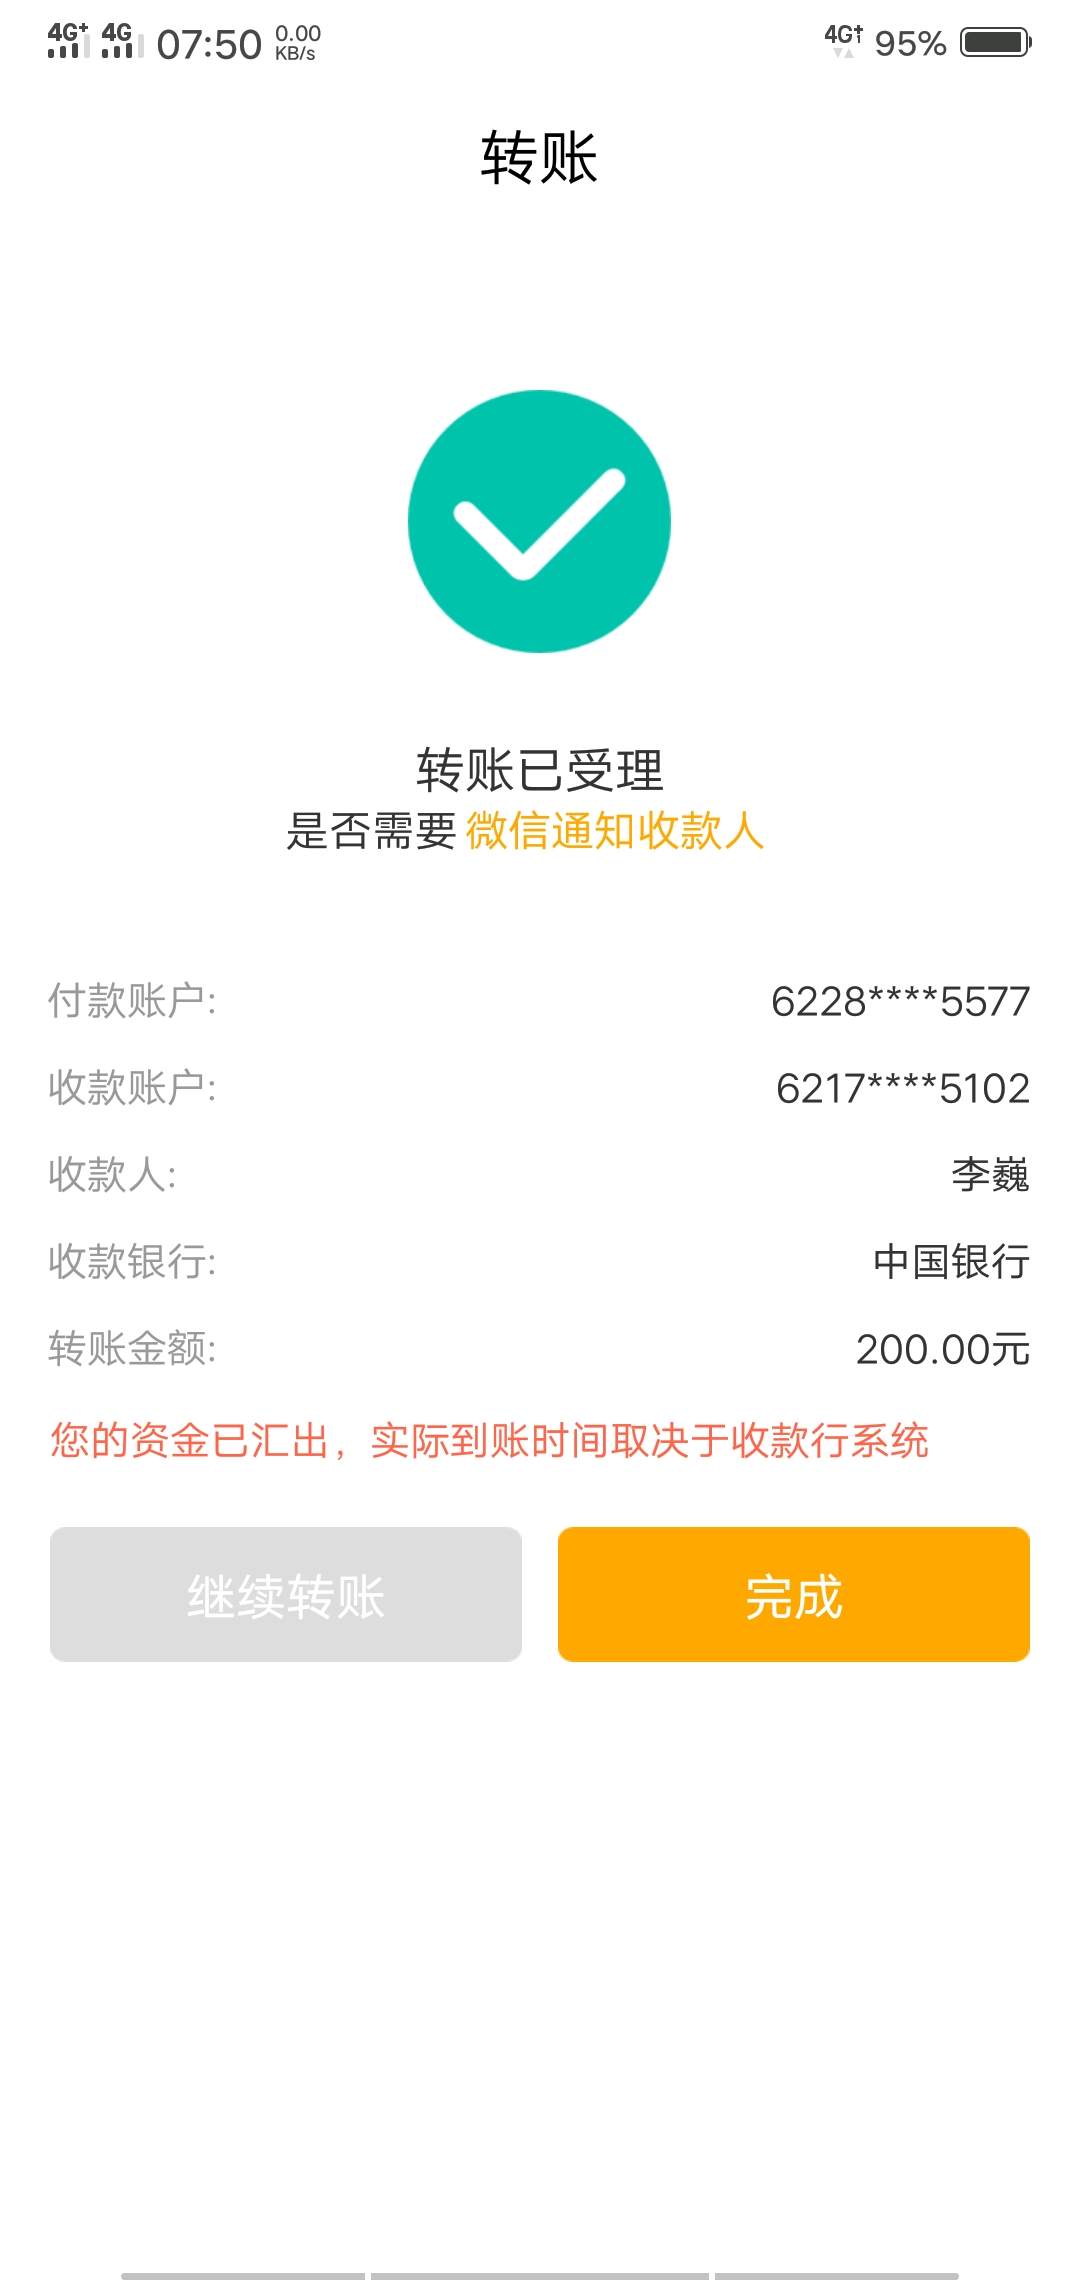 4G+ 4G 07:50 0.00 KB/s 4G+ 95%
转账
转账已受理
是否需要 微信通知收款人
付款账户: 6228****5577
收款账户: 6217****5102
收款人: 李巍
收款银行: 中国银行
转账金额: 200.00元
您的资金已汇出，实际到账时间取决于收款行系统
继续转账 完成